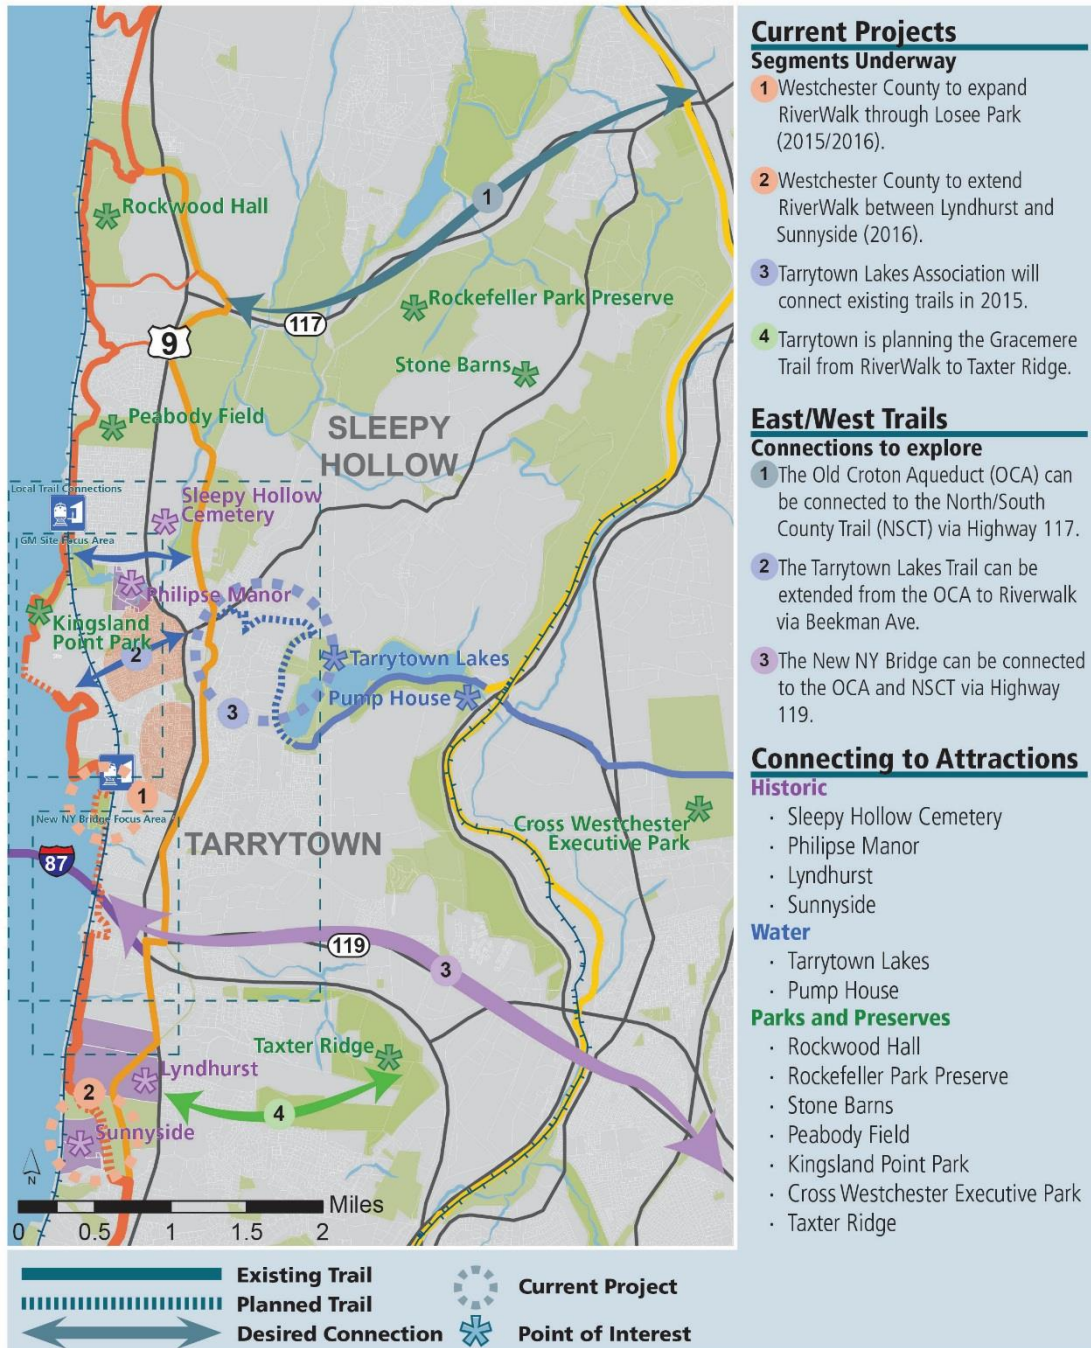 Rockwood Hall
1
Rockefeller Park Preserve
117
9
Stone Barns
Peabody Field
SLEEPY
HOLLOW
Local Trail Connections
Sleepy Hollow
Cemetery
GM Site Focus Area
Philipse Manor
Kingsland
Point Park
2
Tarrytown Lakes
Pump House
3
1
New NY Bridge Focus Area
Cross Westchester
Executive Park
TARRYTOWN
87
119
3
Taxter Ridge
Lyndhurst
2
4
Sunnyside
N
Miles
0 0.5 1 1.5 2
Current Projects
Segments Underway
1 Westchester County to expand
RiverWalk through Losee Park
(2015/2016).
2 Westchester County to extend
RiverWalk between Lyndhurst and
Sunnyside (2016).
3 Tarrytown Lakes Association will
connect existing trails in 2015.
4 Tarrytown is planning the Gracemere
Trail from RiverWalk to Taxter Ridge.
East/West Trails
Connections to explore
1 The Old Croton Aqueduct (OCA) can
be connected to the North/South
County Trail (NSCT) via Highway 117.
2 The Tarrytown Lakes Trail can be
extended from the OCA to Riverwalk
via Beekman Ave.
3 The New NY Bridge can be connected
to the OCA and NSCT via Highway
119.
Connecting to Attractions
Historic
· Sleepy Hollow Cemetery
· Philipse Manor
· Lyndhurst
· Sunnyside
Water
· Tarrytown Lakes
· Pump House
Parks and Preserves
· Rockwood Hall
· Rockefeller Park Preserve
· Stone Barns
· Peabody Field
· Kingsland Point Park
· Cross Westchester Executive Park
· Taxter Ridge
Existing Trail
Planned Trail
Desired Connection
Current Project
Point of Interest